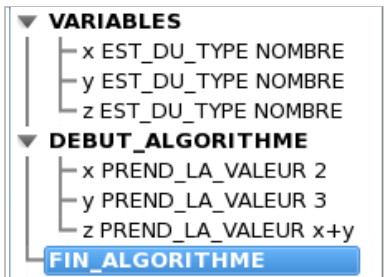 VARIABLES
x EST_DU_TYPE NOMBRE
y EST_DU_TYPE NOMBRE
z EST_DU_TYPE NOMBRE
DEBUT_ALGORITHME
x PREND_LA_VALEUR 2
y PREND_LA_VALEUR 3
z PREND_LA_VALEUR x+y
FIN_ALGORITHME